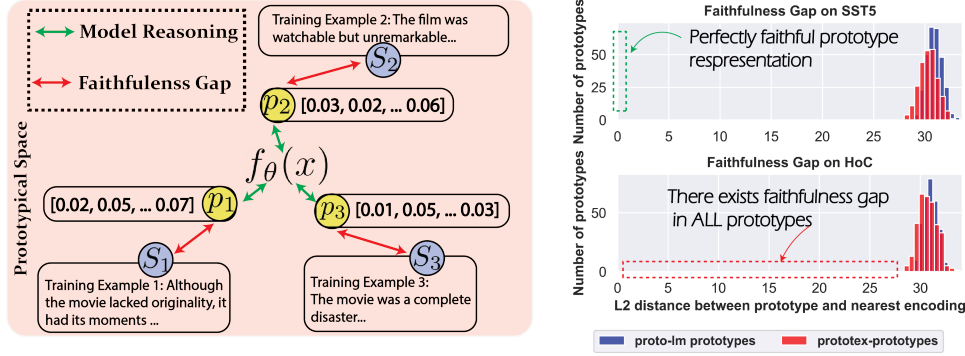 Model Reasoning
Faithfulenss Gap
Prototypical Space
Training Example 2: The film was
watchable but unremarkable...
S2
p2 [0.03, 0.02, ... 0.06]
fθ(x)
[0.02, 0.05, ... 0.07] p1
p3 [0.01, 0.05, ... 0.03]
S1
S3
Training Example 1: Although
the movie lacked originality, it
had its moments ...
Training Example 3:
The movie was a complete
disaster...
Faithfulness Gap on SST5
Number of prototypes
75
50
25
0
Perfectly faithful prototype
respresentation
0 5 10 15 20 25 30
Faithfulness Gap on HoC
Number of prototypes
50
0
There exists faithfulness gap
in ALL prototypes
0 5 10 15 20 25 30
L2 distance between prototype and nearest encoding
proto-lm prototypes
prototex-prototypes